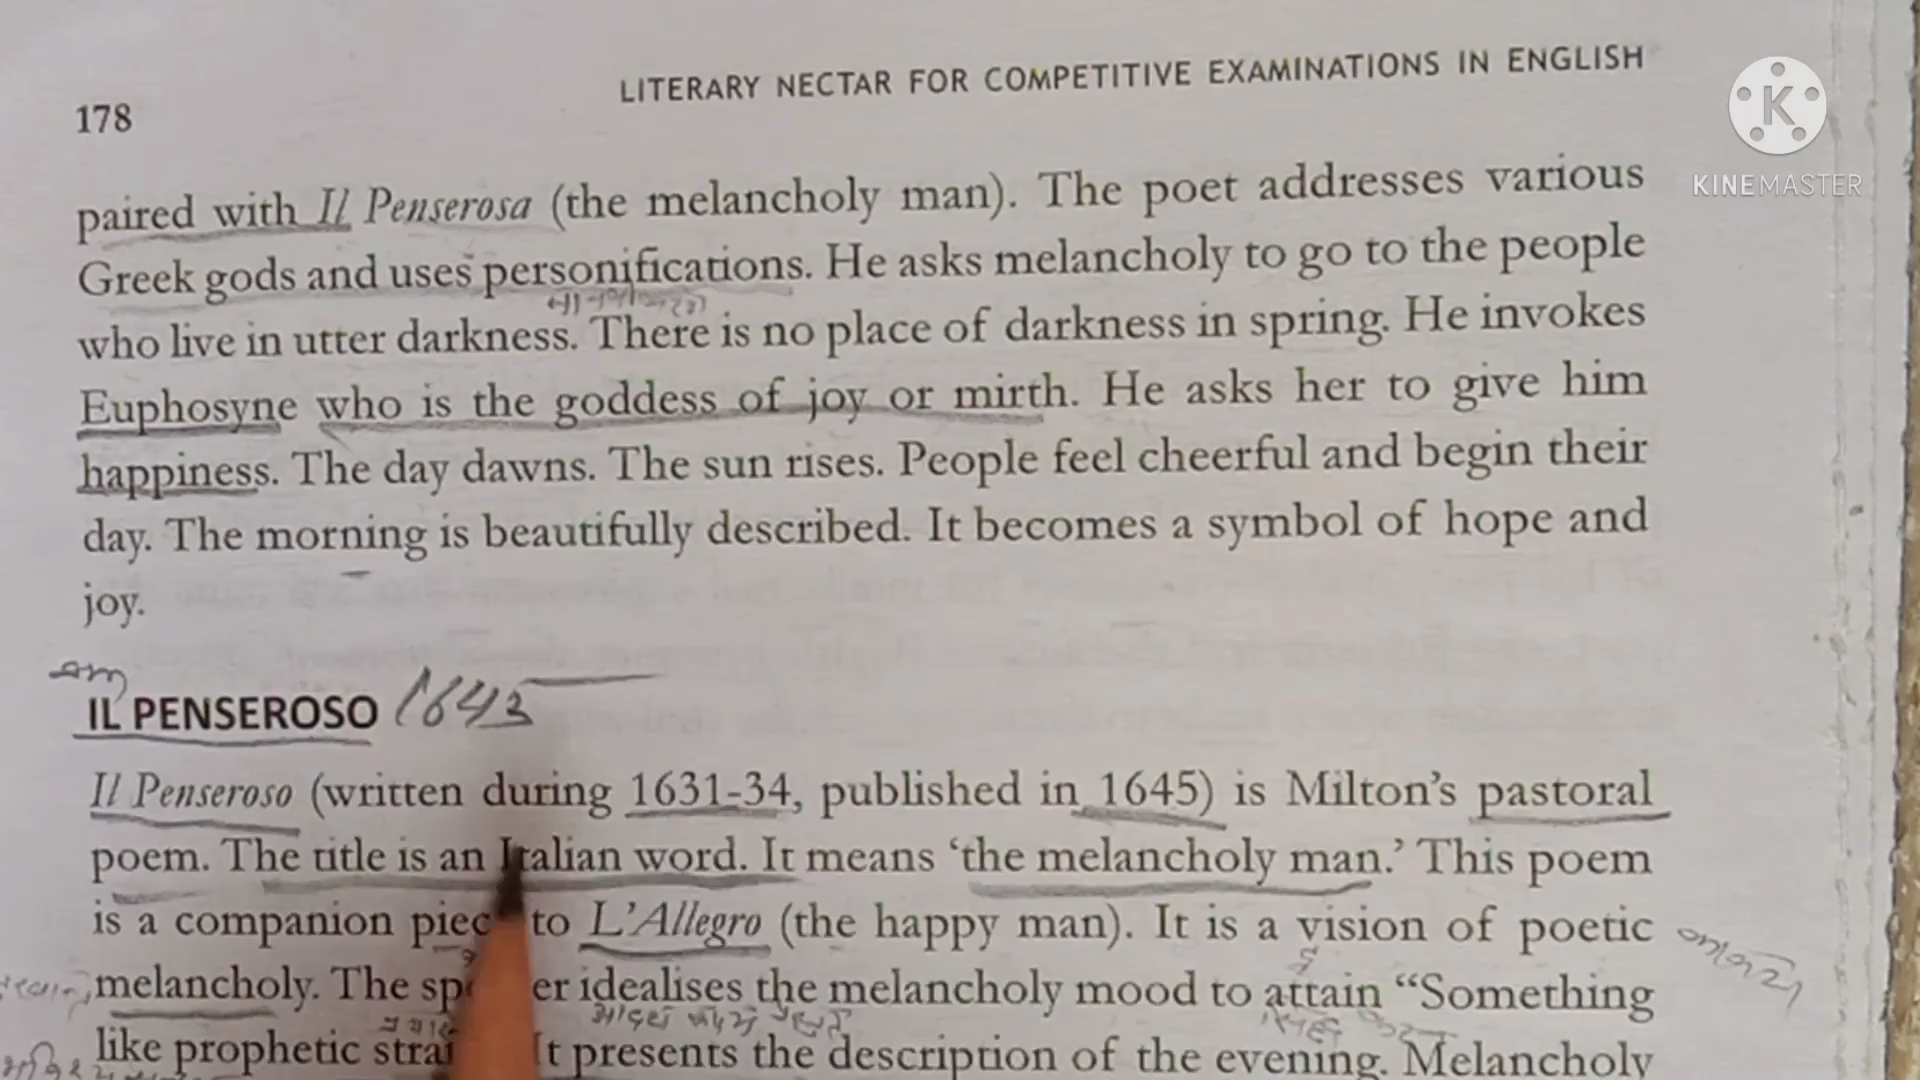 178
LITERARY NECTAR FOR COMPETITIVE EXAMINATIONS IN ENGLISH
K
KINEMASTER
paired with Il Penserosa (the melancholy man). The poet addresses various
Greek gods and uses personifications. He asks melancholy to go to the people
who live in utter darkness. There is no place of darkness in spring. He invokes
Euphosyne who is the goddess of joy or mirth. He asks her to give him
happiness. The day dawns. The sun rises. People feel cheerful and begin their
day. The morning is beautifully described. It becomes a symbol of hope and
joy.
IL PENSEROSO 1643
Il Penseroso (written during 1631-34, published in 1645) is Milton's pastoral
poem. The title is an Italian word. It means 'the melancholy man.' This poem
is a companion to L'Allegro (the happy man). It is a vision of poetic
melancholy. The idealises the melancholy mood to attain "Something
like prophetic It presents the description of the evening. Melancholy